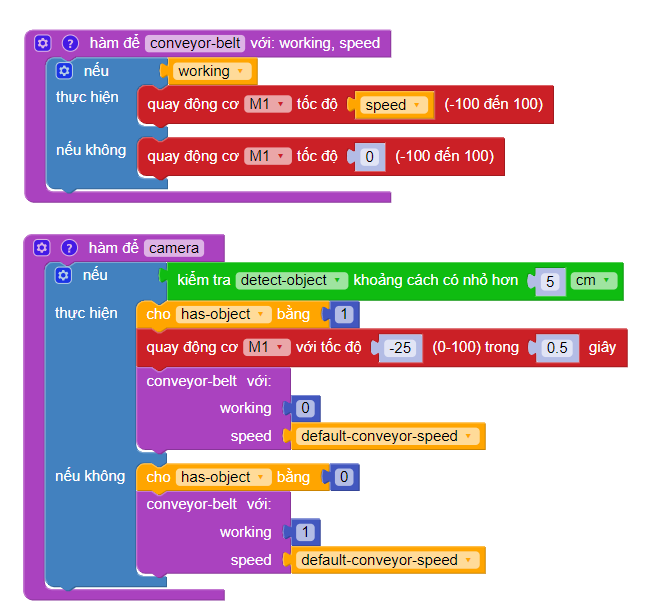 hàm để conveyor-belt với: working, speed
nếu working
thực hiện quay động cơ M1 tốc độ speed (-100 đến 100)
nếu không quay động cơ M1 tốc độ 0 (-100 đến 100)
hàm để camera
nếu kiểm tra detect-object khoảng cách có nhỏ hơn 5 cm
thực hiện cho has-object bằng 1
quay động cơ M1 với tốc độ -25 (0-100) trong 0.5 giây
conveyor-belt với:
working 0
speed default-conveyor-speed
nếu không cho has-object bằng 0
conveyor-belt với:
working 1
speed default-conveyor-speed